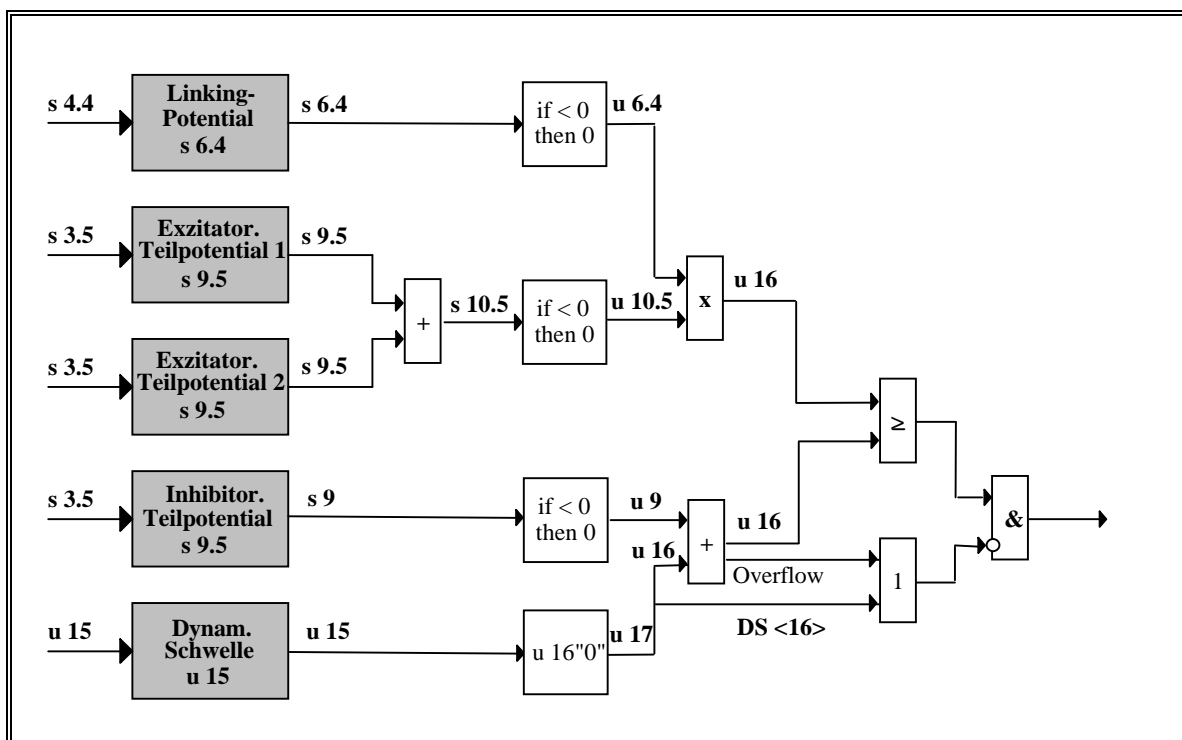 s 4.4
Linking-
Potential
s 6.4
s 6.4
if < 0
then 0
u 6.4
s 3.5
Exzitator.
Teilpotential 1
s 9.5
s 9.5
+
s 10.5
if < 0
then 0
u 10.5
x
u 16
s 3.5
Exzitator.
Teilpotential 2
s 9.5
s 9.5
≥
s 3.5
Inhibitor.
Teilpotential
s 9.5
s 9
if < 0
then 0
u 9
u 16
+
u 16
Overflow
&
1
u 15
Dynam.
Schwelle
u 15
u 15
u 16"0"
u 17
DS <16>